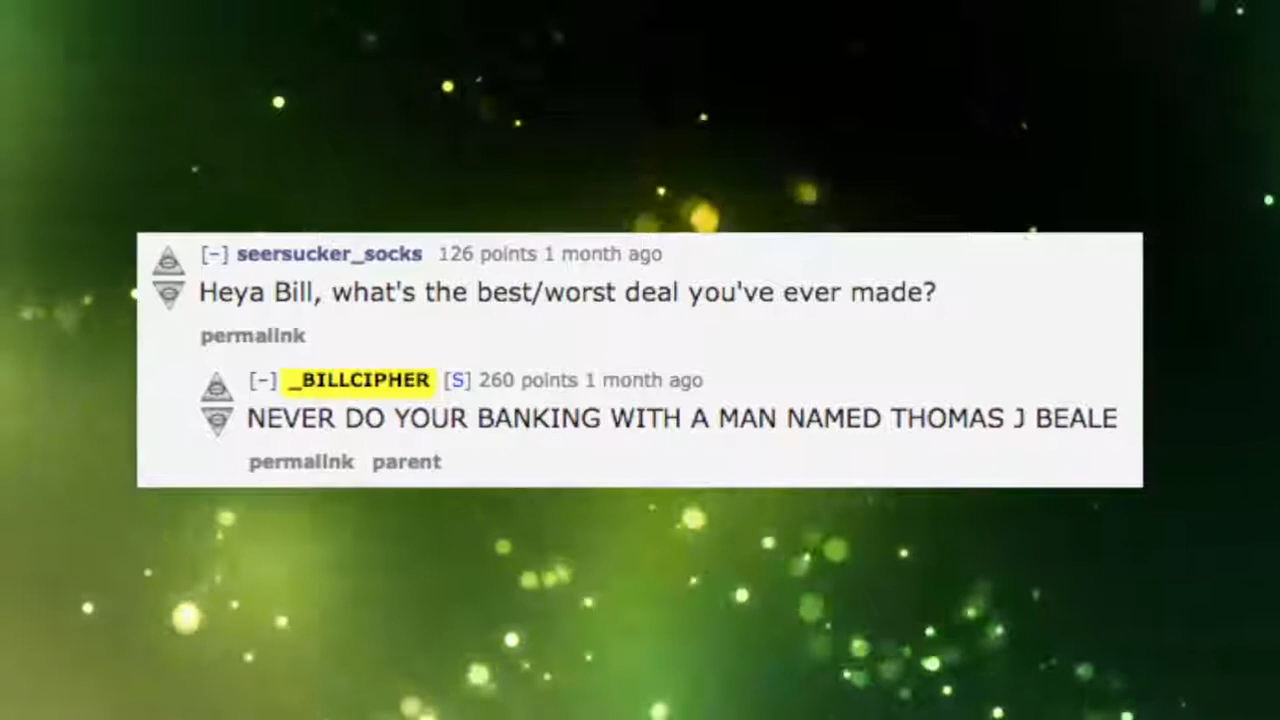 [−] seersucker_socks 126 points 1 month ago
Heya Bill, what's the best/worst deal you've ever made?
permalink
[−] _BILLCIPHER [S] 260 points 1 month ago
NEVER DO YOUR BANKING WITH A MAN NAMED THOMAS J BEALE
permalink parent